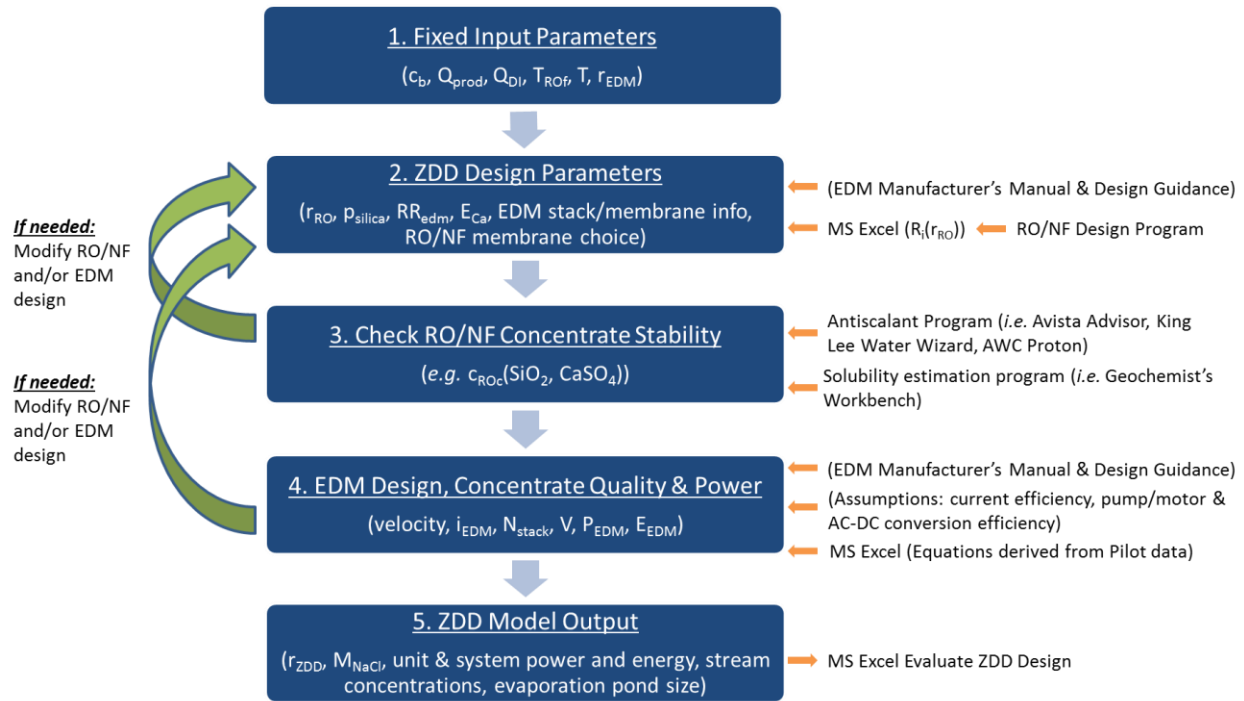 1. Fixed Input Parameters
(cb, Qprod, QDI, TROf, T, rEDM)
2. ZDD Design Parameters
(rRO, psilica, RRedm, ECa, EDM stack/membrane info,
RO/NF membrane choice)
(EDM Manufacturer's Manual & Design Guidance)
MS Excel (Ri(rRO))
RO/NF Design Program
If needed:
Modify RO/NF
and/or EDM
design
3. Check RO/NF Concentrate Stability
(e.g. cROc(SiO2, CaSO4))
Antiscalant Program (i.e. Avista Advisor, King
Lee Water Wizard, AWC Proton)
Solubility estimation program (i.e. Geochemist's
Workbench)
If needed:
Modify RO/NF
and/or EDM
design
4. EDM Design, Concentrate Quality & Power
(velocity, iEDM, Nstack, V, PEDM, EEDM)
(EDM Manufacturer's Manual & Design Guidance)
(Assumptions: current efficiency, pump/motor &
AC-DC conversion efficiency)
MS Excel (Equations derived from Pilot data)
5. ZDD Model Output
(rZDD, MNaCl, unit & system power and energy, stream
concentrations, evaporation pond size)
MS Excel Evaluate ZDD Design